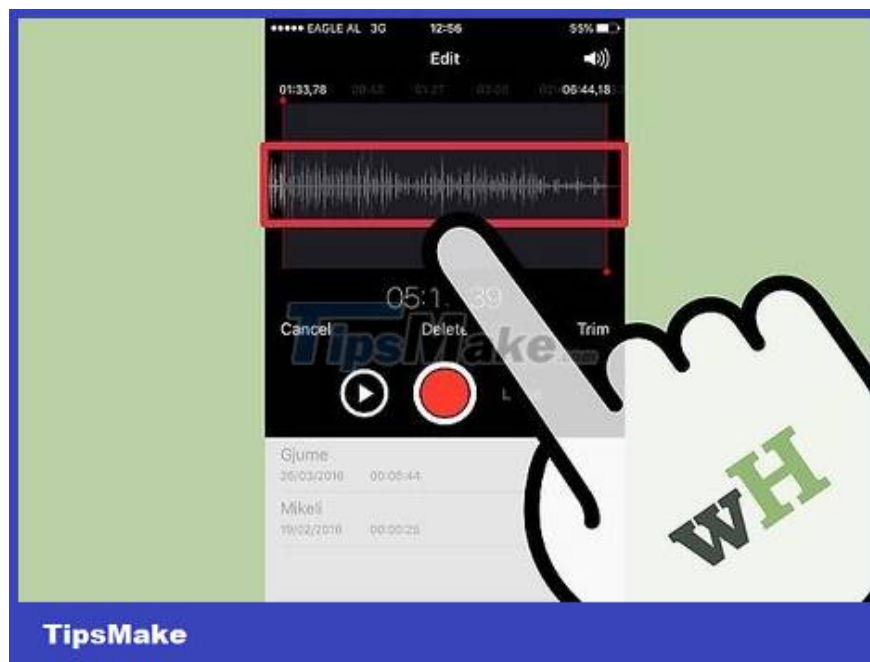 EAGLE AL 3G 12:56 55%
Edit
01:33,78 06:44,18
Cancel Delete Trim
TipsMake
Gjume
26/03/2016 00:06:44
Mikeli
19/02/2016 00:00:25
wH
TipsMake